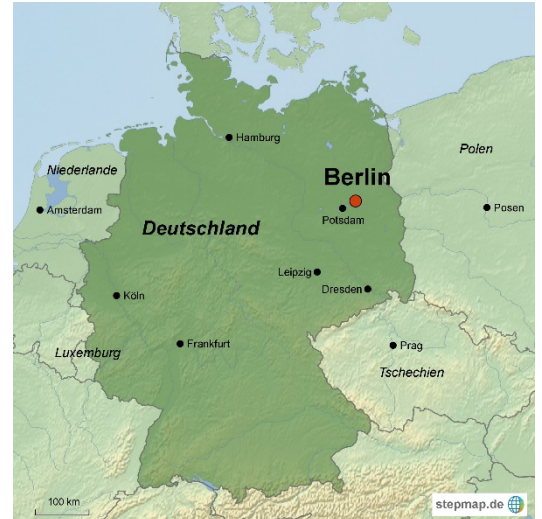 Hamburg
Niederlande
Polen
Berlin
Amsterdam
Potsdam
Posen
Deutschland
Leipzig
Dresden
Köln
Luxemburg
Frankfurt
Prag
Tschechien
100 km
stepmap.de